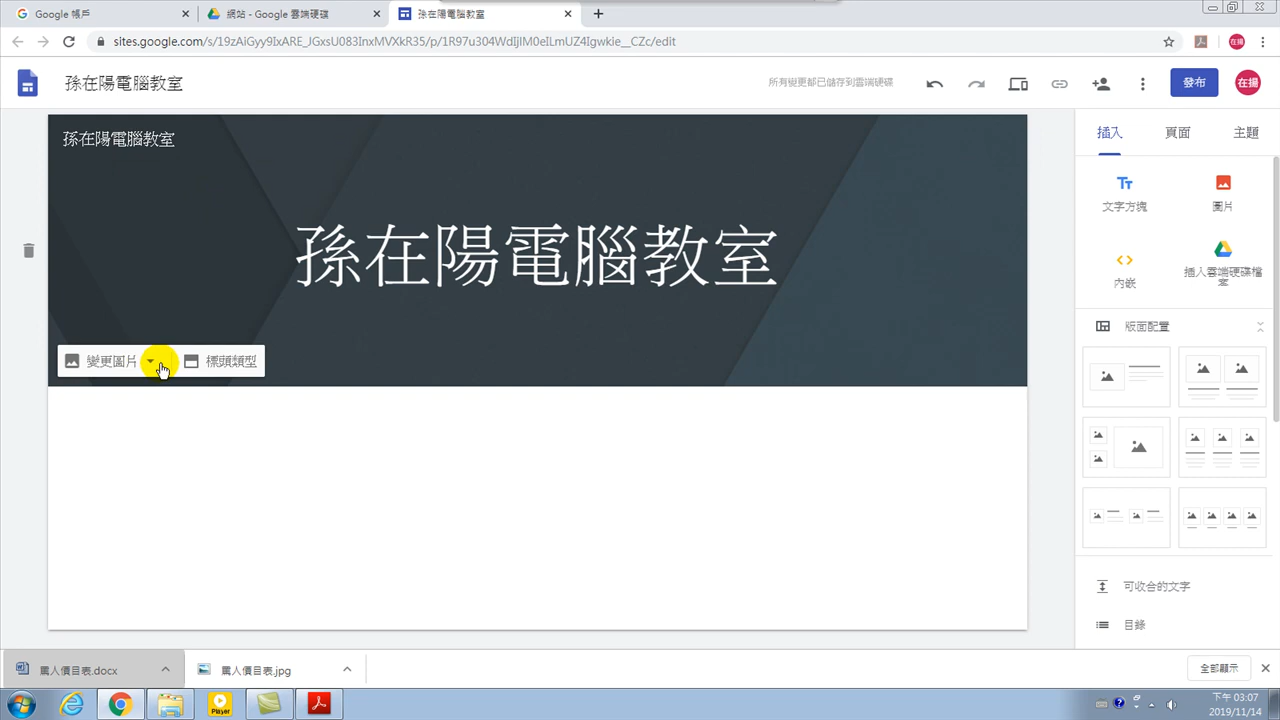 Google 帳戶
網站 - Google 雲端硬碟
孫在陽電腦教室
sites.google.com/s/19zAiGyy9IxARE_JGxsU083InxMVXkR35/p/1R97u304WdIjlM0eILmUZ4Igwkie__CZc/edit
在揚
孫在陽電腦教室
所有變更都已儲存到雲端硬碟
發布
在揚
孫在陽電腦教室
孫在陽電腦教室
變更圖片
標頭類型
插入
頁面
主題
文字方塊
圖片
內嵌
插入雲端硬碟檔
案
版面配置
可收合的文字
目錄
罵人價目表.docx
罵人價目表.jpg
全部顯示
Player
下午 03:07
2019/11/14